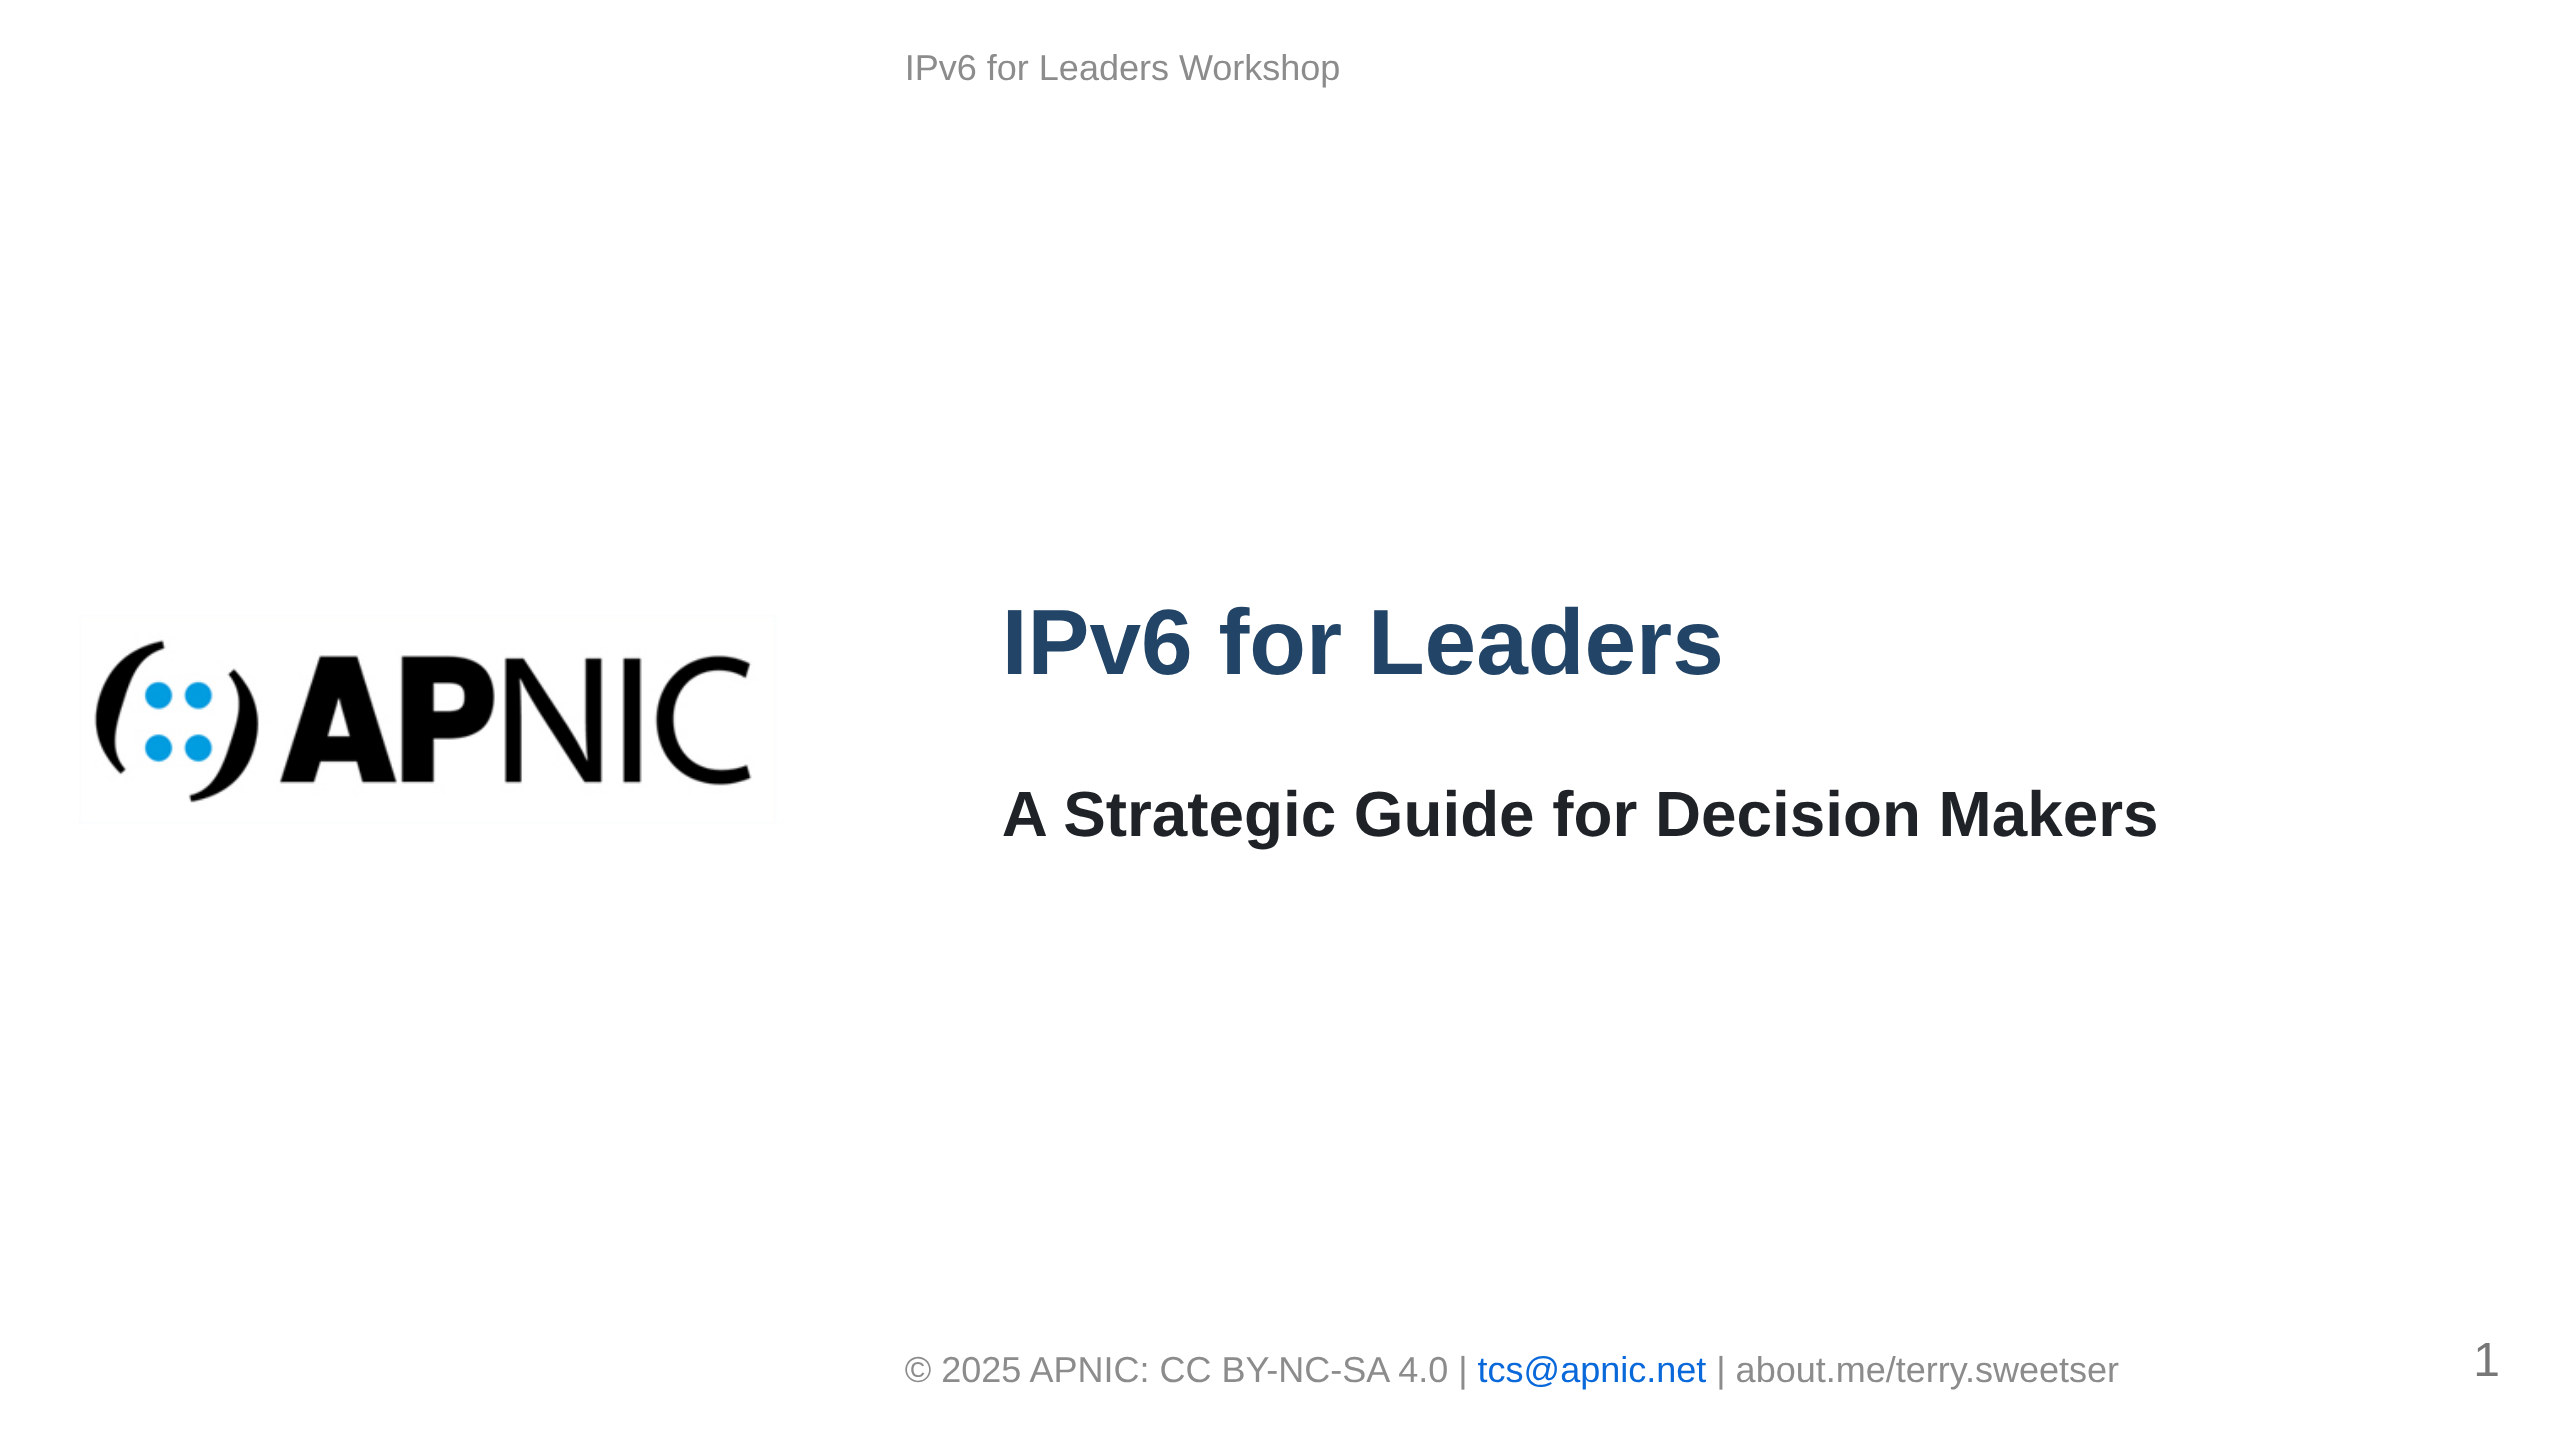 IPv6 for Leaders Workshop
APNIC
IPv6 for Leaders
A Strategic Guide for Decision Makers
© 2025 APNIC: CC BY-NC-SA 4.0 | tcs@apnic.net | about.me/terry.sweetser
1